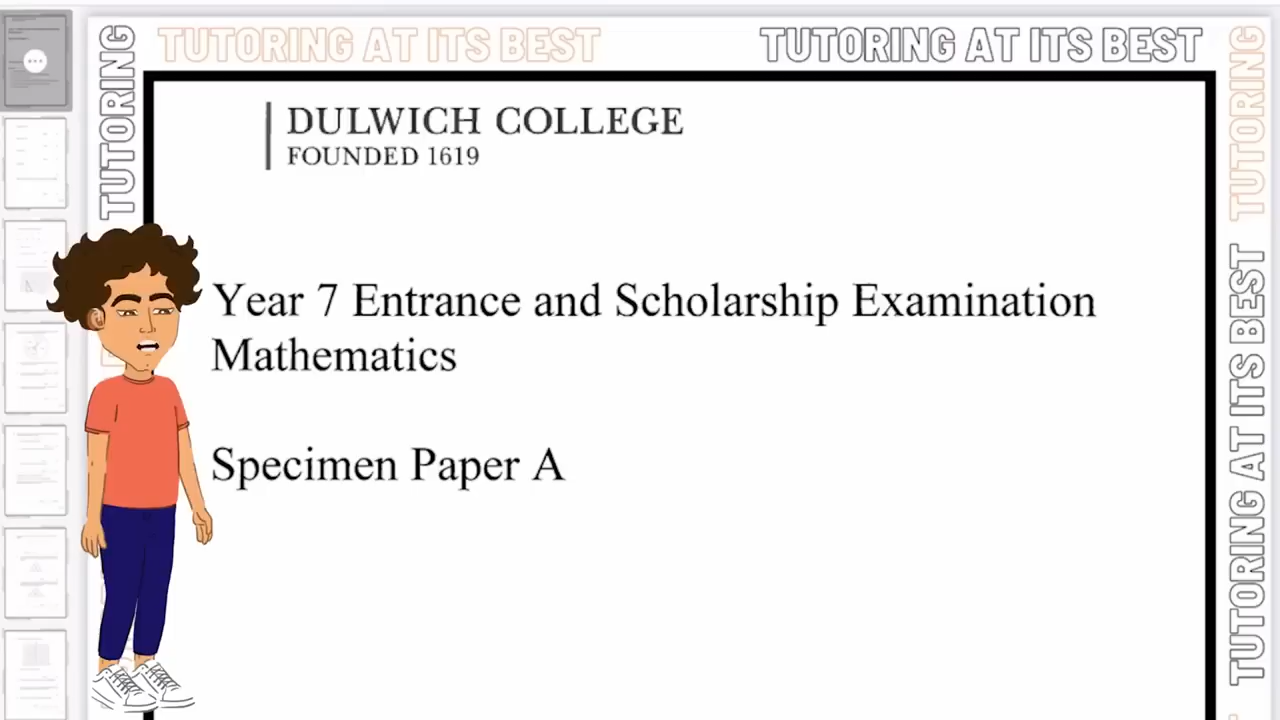 TUTORING AT ITS BEST
TUTORING AT ITS BEST
TUTORING
TUTORING
DULWICH COLLEGE
FOUNDED 1619
Year 7 Entrance and Scholarship Examination
Mathematics
Specimen Paper A
TUTORING AT ITS BEST